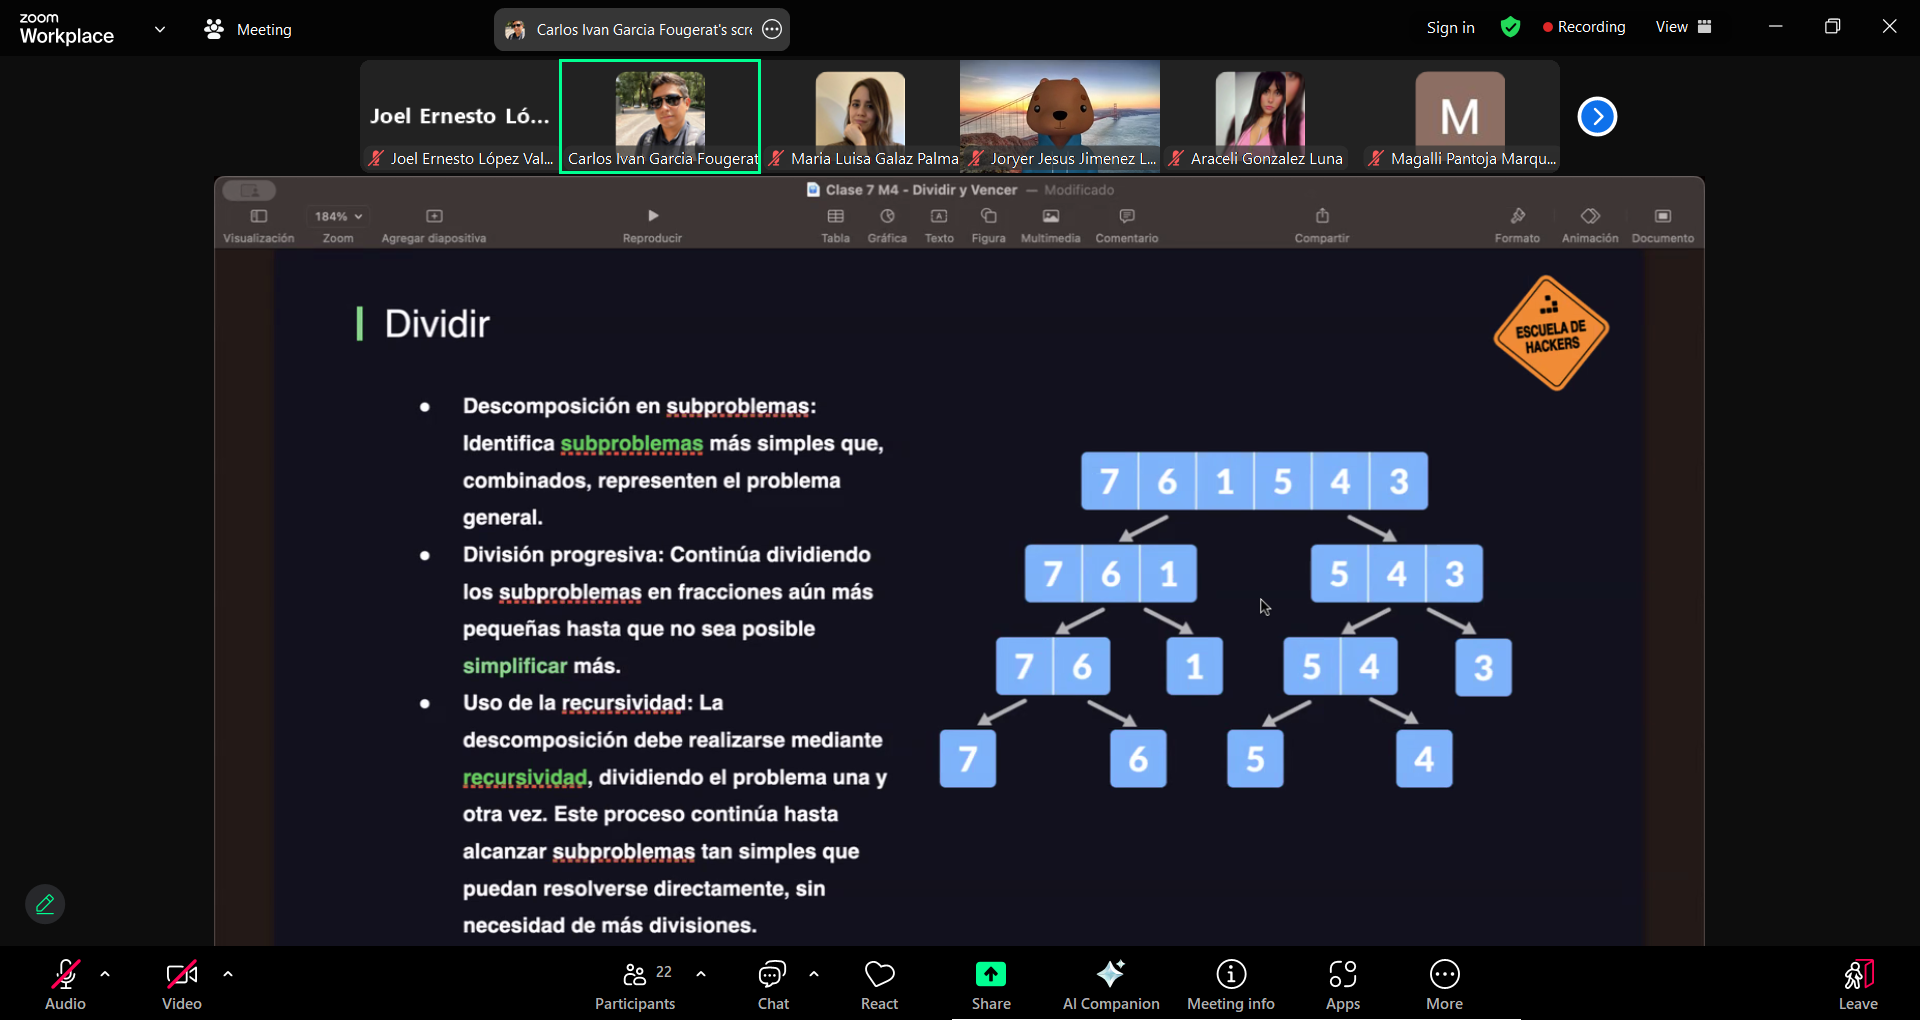 zoom
Workplace
Meeting
Carlos Ivan Garcia Fougerat's scre
Sign in
Recording
View
Joel Ernesto Ló...
Joel Ernesto López Val...
Carlos Ivan Garcia Fougerat
Maria Luisa Galaz Palma
Joryer Jesus Jimenez L...
Araceli Gonzalez Luna
M
Magalli Pantoja Marqu...
Clase 7 M4 - Dividir y Vencer — Modificado
184%
Visualización
Zoom
Agregar diapositiva
Reproducir
Tabla
Gráfica
Texto
Figura
Multimedia
Comentario
Compartir
Formato
Animación
Documento
Dividir
ESCUELA DE
HACKERS
• Descomposición en subproblemas:
Identifica subproblemas más simples que,
combinados, representen el problema
general.
• División progresiva: Continúa dividiendo
los subproblemas en fracciones aún más
pequeñas hasta que no sea posible
simplificar más.
• Uso de la recursividad: La
descomposición debe realizarse mediante
recursividad, dividiendo el problema una y
otra vez. Este proceso continúa hasta
alcanzar subproblemas tan simples que
puedan resolverse directamente, sin
necesidad de más divisiones.
7 6 1 5 4 3
7 6 1 5 4 3
7 6 1 5 4 3
7 6 5 4
Audio
Video
22
Participants
Chat
React
Share
AI Companion
Meeting info
Apps
More
Leave